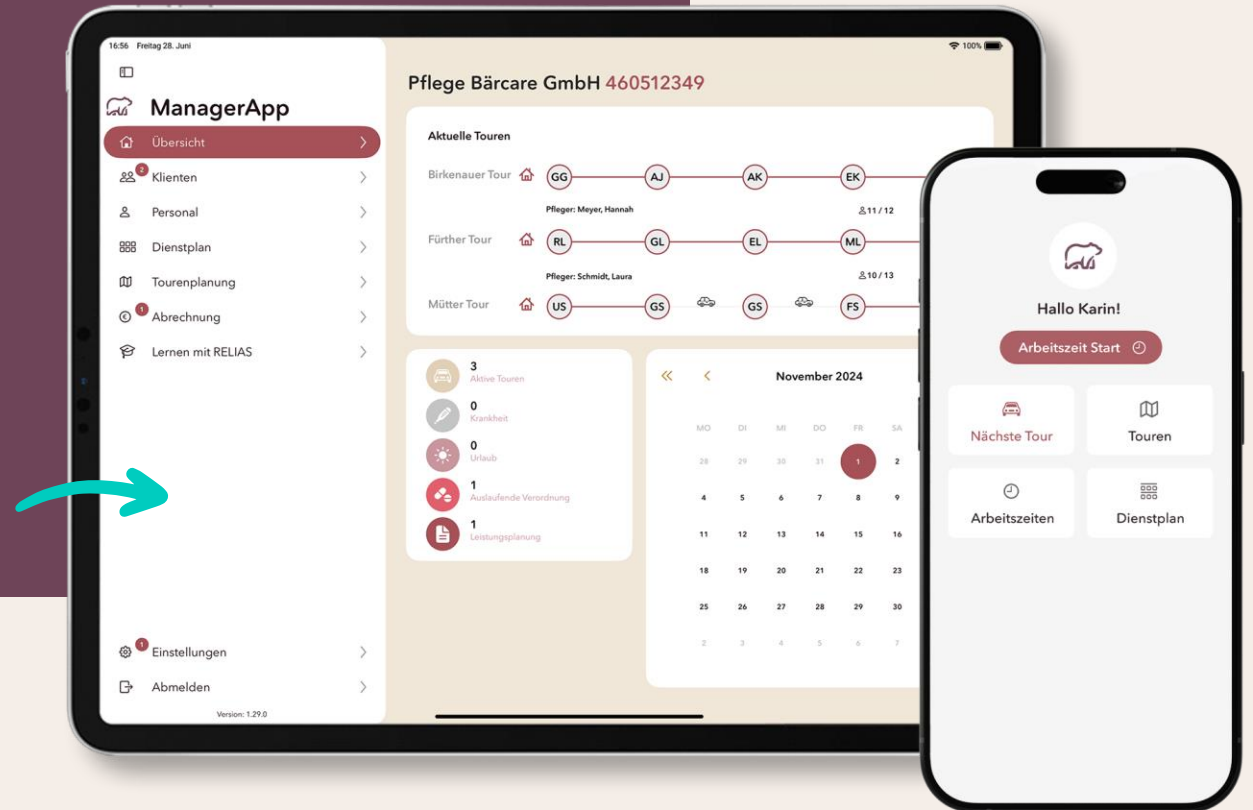 16:56 Freitag 28. Juni
100%
ManagerApp
Übersicht
2
Klienten
Personal
Dienstplan
Tourenplanung
1
Abrechnung
Lernen mit RELIAS
1
Einstellungen
Abmelden
Version: 1.29.0
Pflege Bärcare GmbH 460512349
Aktuelle Touren
Birkenauer Tour GG AJ AK EK
Pfleger: Meyer, Hannah 11 / 12
Fürther Tour RL GL EL ML
Pfleger: Schmidt, Laura 10 / 13
Mütter Tour US GS GS FS
3
Aktive Touren
0
Krankheit
0
Urlaub
1
Auslaufende Verordnung
1
Leistungsplanung
November 2024
MO DI MI DO FR SA
28 29 30 31 1 2
4 5 6 7 8 9
11 12 13 14 15 16
18 19 20 21 22 23
25 26 27 28 29 30
2 3 4 5 6 7
Hallo Karin!
Arbeitszeit Start
Nächste Tour
Touren
Arbeitszeiten
Dienstplan